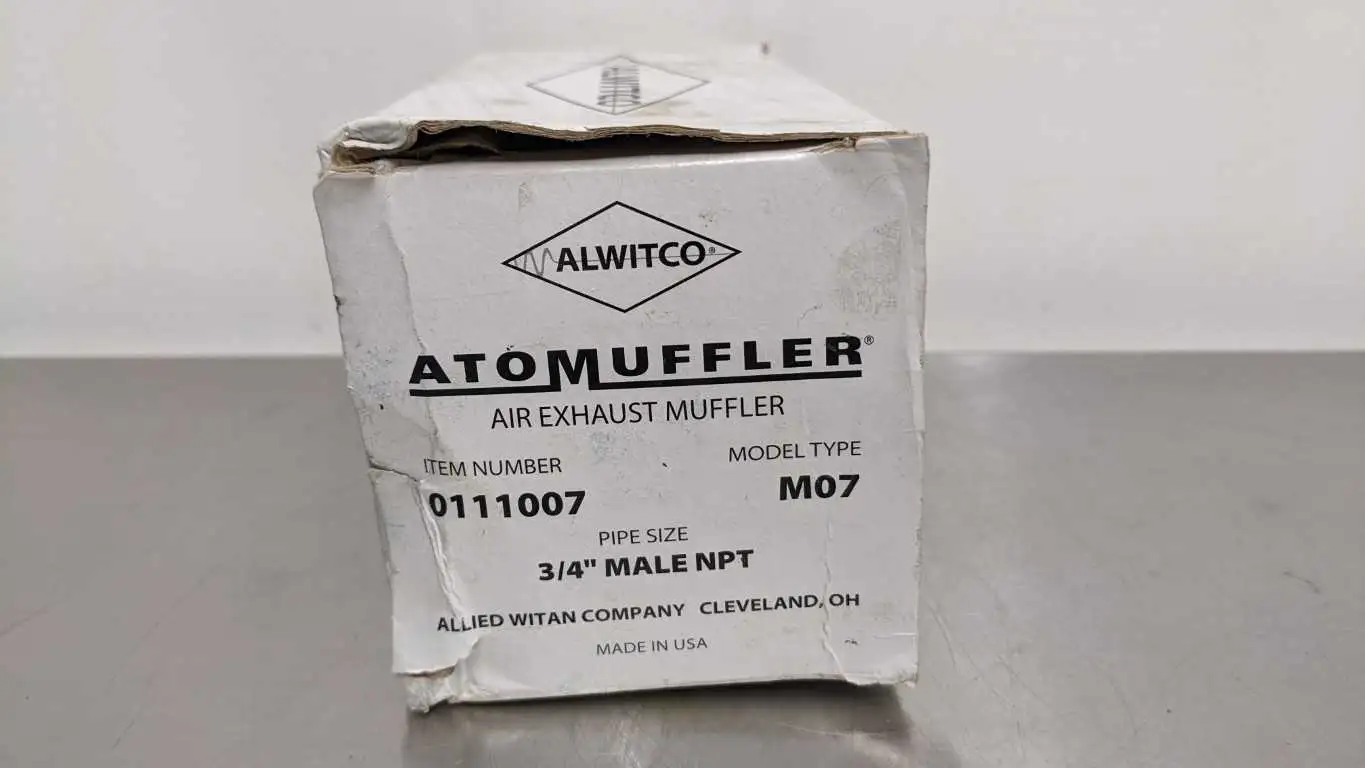 ALWITCO
ALWITCO®
ATOMUFFLER®
AIR EXHAUST MUFFLER
ITEM NUMBER
0111007
MODEL TYPE
M07
PIPE SIZE
3/4" MALE NPT
ALLIED WITAN COMPANY CLEVELAND, OH
MADE IN USA